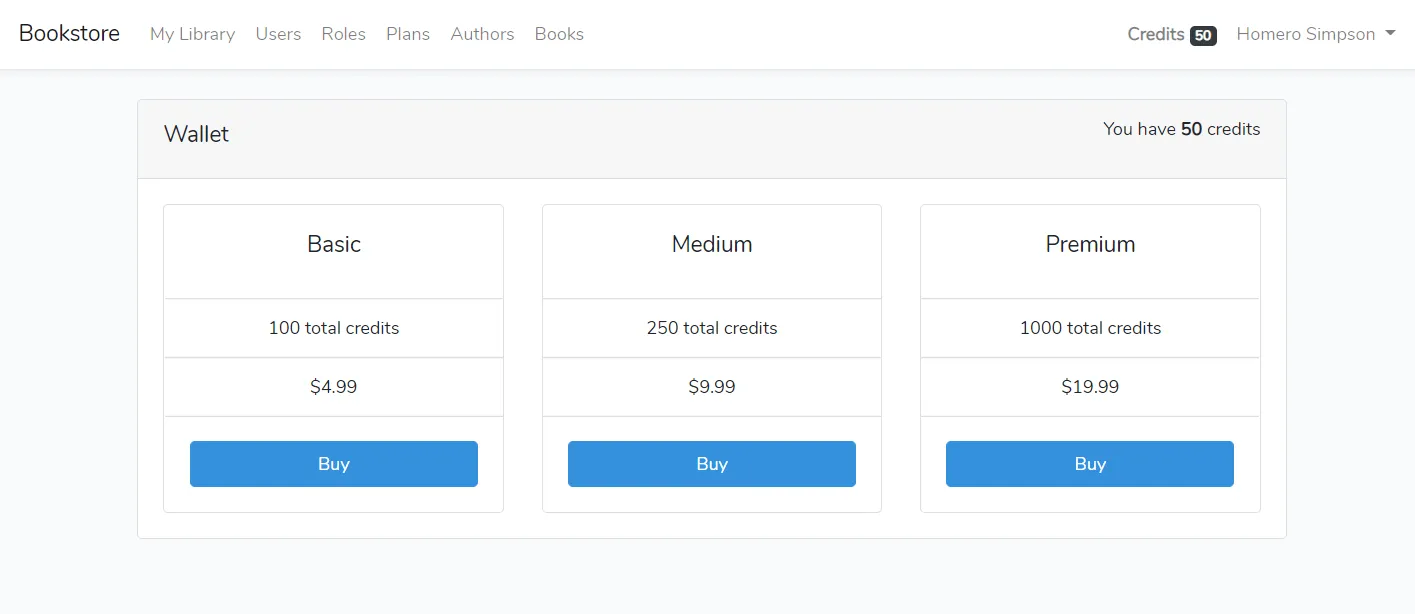 Bookstore My Library Users Roles Plans Authors Books Credits 50 Homero Simpson
Wallet You have 50 credits
Basic Medium Premium
100 total credits 250 total credits 1000 total credits
$4.99 $9.99 $19.99
Buy Buy Buy